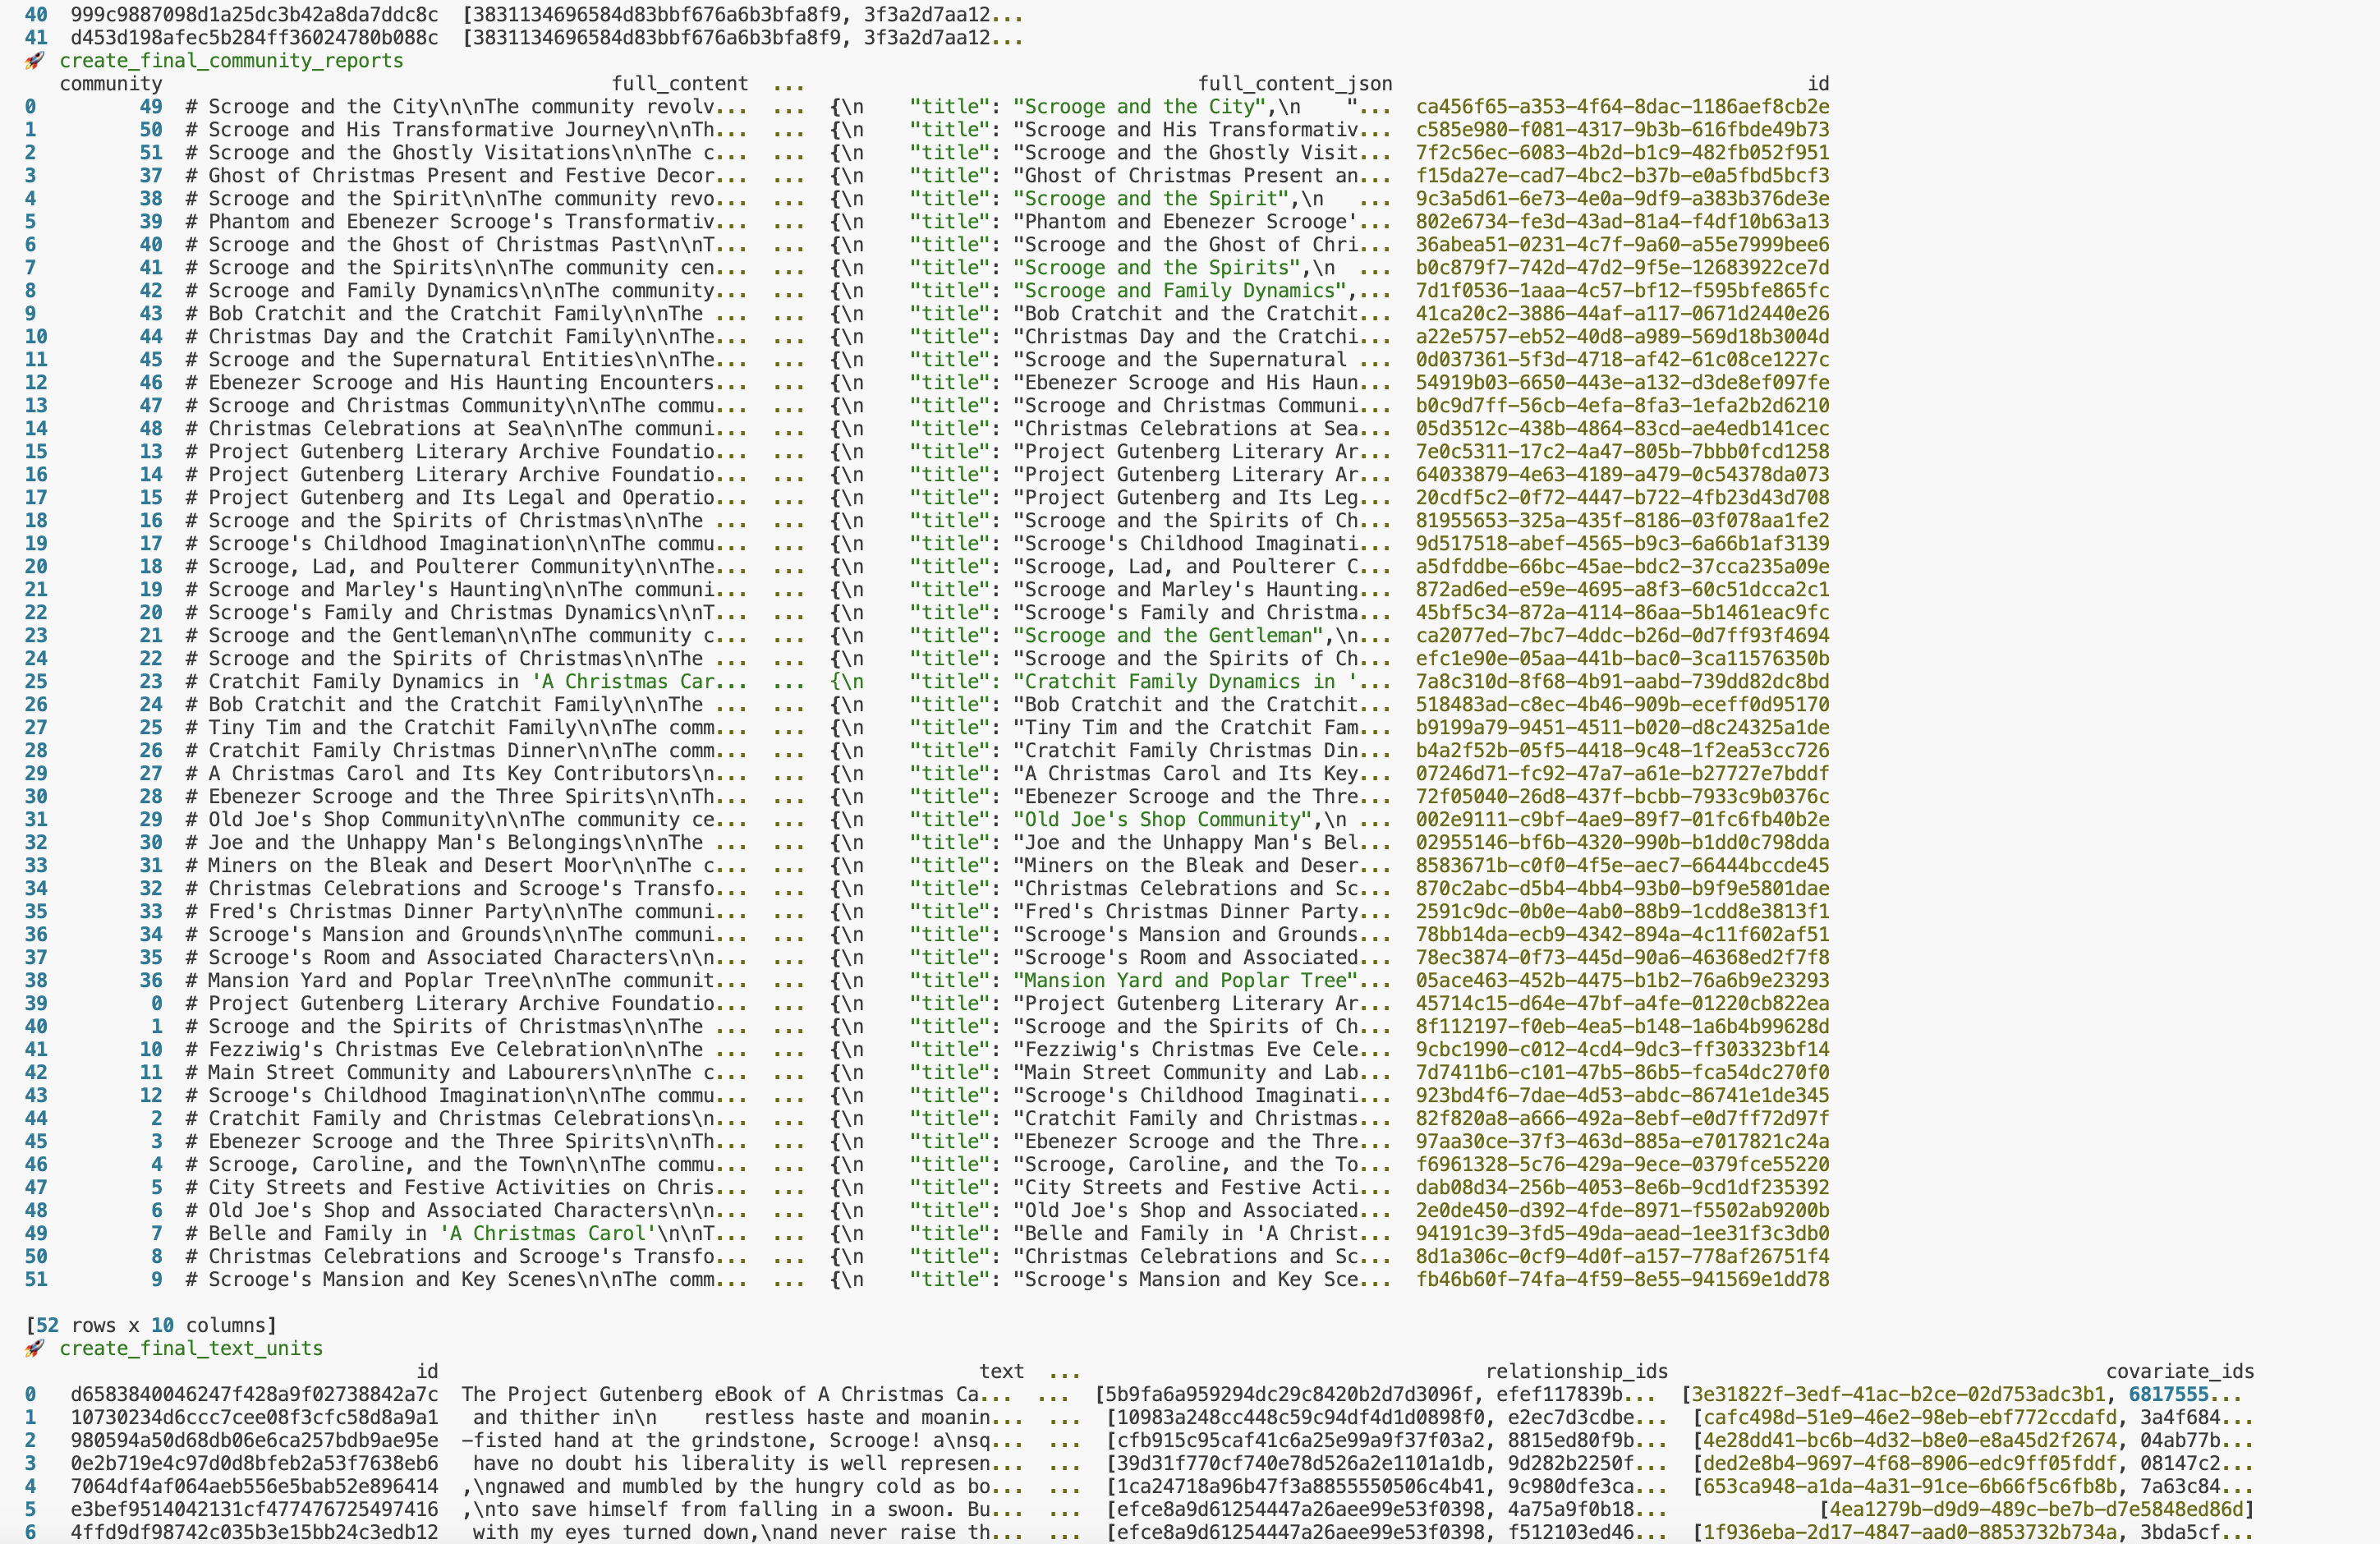 40 999c9887098d1a25dc3b42a8da7ddc8c [3831134696584d83bbf676a6b3bfa8f9, 3f3a2d7aa12...
41 d453d198afec5b284ff36024780b088c [3831134696584d83bbf676a6b3bfa8f9, 3f3a2d7aa12...
🚀 create_final_community_reports
community full_content ... full_content_json id
0 49 # Scrooge and the City\n\nThe community revolv... ... {\n "title": "Scrooge and the City",\n "... ca456f65-a353-4f64-8dac-1186aef8cb2e
1 50 # Scrooge and His Transformative Journey\n\nTh... ... {\n "title": "Scrooge and His Transformativ... c585e980-f081-4317-9b3b-616fbde49b73
2 51 # Scrooge and the Ghostly Visitations\n\nThe c... ... {\n "title": "Scrooge and the Ghostly Visit... 7f2c56ec-6083-4b2d-b1c9-482fb052f951
3 37 # Ghost of Christmas Present and Festive Decor... ... {\n "title": "Ghost of Christmas Present an... f15da27e-cad7-4bc2-b37b-e0a5fbd5bcf3
4 38 # Scrooge and the Spirit\n\nThe community revo... ... {\n "title": "Scrooge and the Spirit",\n ... 9c3a5d61-6e73-4e0a-9df9-a383b376de3e
5 39 # Phantom and Ebenezer Scrooge's Transformativ... ... {\n "title": "Phantom and Ebenezer Scrooge'... 802e6734-fe3d-43ad-81a4-f4df10b63a13
6 40 # Scrooge and the Ghost of Christmas Past\n\nT... ... {\n "title": "Scrooge and the Ghost of Chri... 36abea51-0231-4c7f-9a60-a55e7999bee6
7 41 # Scrooge and the Spirits\n\nThe community cen... ... {\n "title": "Scrooge and the Spirits",\n ... b0c879f7-742d-47d2-9f5e-12683922ce7d
8 42 # Scrooge and Family Dynamics\n\nThe community... ... {\n "title": "Scrooge and Family Dynamics",... 7d1f0536-1aaa-4c57-bf12-f595bfe865fc
9 43 # Bob Cratchit and the Cratchit Family\n\nThe ... ... {\n "title": "Bob Cratchit and the Cratchit... 41ca20c2-3886-44af-a117-0671d2440e26
10 44 # Christmas Day and the Cratchit Family\n\nThe... ... {\n "title": "Christmas Day and the Cratchi... a22e5757-eb52-40d8-a989-569d18b3004d
11 45 # Scrooge and the Supernatural Entities\n\nThe... ... {\n "title": "Scrooge and the Supernatural ... 0d037361-5f3d-4718-af42-61c08ce1227c
12 46 # Ebenezer Scrooge and His Haunting Encounters... ... {\n "title": "Ebenezer Scrooge and His Haun... 54919b03-6650-443e-a132-d3de8ef097fe
13 47 # Scrooge and Christmas Community\n\nThe commu... ... {\n "title": "Scrooge and Christmas Communi... b0c9d7ff-56cb-4efa-8fa3-1efa2b2d6210
14 48 # Christmas Celebrations at Sea\n\nThe communi... ... {\n "title": "Christmas Celebrations at Sea... 05d3512c-438b-4864-83cd-ae4edb141cec
15 13 # Project Gutenberg Literary Archive Foundatio... ... {\n "title": "Project Gutenberg Literary Ar... 7e0c5311-17c2-4a47-805b-7bbb0fcd1258
16 14 # Project Gutenberg Literary Archive Foundatio... ... {\n "title": "Project Gutenberg Literary Ar... 64033879-4e63-4189-a479-0c54378da073
17 15 # Project Gutenberg and Its Legal and Operatio... ... {\n "title": "Project Gutenberg and Its Leg... 20cdf5c2-0f72-4447-b722-4fb23d43d708
18 16 # Scrooge and the Spirits of Christmas\n\nThe ... ... {\n "title": "Scrooge and the Spirits of Ch... 81955653-325a-435f-8186-03f078aa1fe2
19 17 # Scrooge's Childhood Imagination\n\nThe commu... ... {\n "title": "Scrooge's Childhood Imaginati... 9d517518-abef-4565-b9c3-6a66b1af3139
20 18 # Scrooge, Lad, and Poulterer Community\n\nThe... ... {\n "title": "Scrooge, Lad, and Poulterer C... a5dfddbe-66bc-45ae-bdc2-37cca235a09e
21 19 # Scrooge and Marley's Haunting\n\nThe communi... ... {\n "title": "Scrooge and Marley's Haunting... 872ad6ed-e59e-4695-a8f3-60c51dcca2c1
22 20 # Scrooge's Family and Christmas Dynamics\n\nT... ... {\n "title": "Scrooge's Family and Christma... 45bf5c34-872a-4114-86aa-5b1461eac9fc
23 21 # Scrooge and the Gentleman\n\nThe community c... ... {\n "title": "Scrooge and the Gentleman",\n... ca2077ed-7bc7-4ddc-b26d-0d7ff93f4694
24 22 # Scrooge and the Spirits of Christmas\n\nThe ... ... {\n "title": "Scrooge and the Spirits of Ch... efc1e90e-05aa-441b-bac0-3ca11576350b
25 23 # Cratchit Family Dynamics in 'A Christmas Car... ... {\n "title": "Cratchit Family Dynamics in '... 7a8c310d-8f68-4b91-aabd-739dd82dc8bd
26 24 # Bob Cratchit and the Cratchit Family\n\nThe ... ... {\n "title": "Bob Cratchit and the Cratchit... 518483ad-c8ec-4b46-909b-eceff0d95170
27 25 # Tiny Tim and the Cratchit Family\n\nThe comm... ... {\n "title": "Tiny Tim and the Cratchit Fam... b9199a79-9451-4511-b020-d8c24325a1de
28 26 # Cratchit Family Christmas Dinner\n\nThe comm... ... {\n "title": "Cratchit Family Christmas Din... b4a2f52b-05f5-4418-9c48-1f2ea53cc726
29 27 # A Christmas Carol and Its Key Contributors\n... ... {\n "title": "A Christmas Carol and Its Key... 07246d71-fc92-47a7-a61e-b27727e7bddf
30 28 # Ebenezer Scrooge and the Three Spirits\n\nTh... ... {\n "title": "Ebenezer Scrooge and the Thre... 72f05040-26d8-437f-bcbb-7933c9b0376c
31 29 # Old Joe's Shop Community\n\nThe community ce... ... {\n "title": "Old Joe's Shop Community",\n ... 002e9111-c9bf-4ae9-89f7-01fc6fb40b2e
32 30 # Joe and the Unhappy Man's Belongings\n\nThe ... ... {\n "title": "Joe and the Unhappy Man's Bel... 02955146-bf6b-4320-990b-b1dd0c798dda
33 31 # Miners on the Bleak and Desert Moor\n\nThe c... ... {\n "title": "Miners on the Bleak and Deser... 8583671b-c0f0-4f5e-aec7-66444bccde45
34 32 # Christmas Celebrations and Scrooge's Transfo... ... {\n "title": "Christmas Celebrations and Sc... 870c2abc-d5b4-4bb4-93b0-b9f9e5801dae
35 33 # Fred's Christmas Dinner Party\n\nThe communi... ... {\n "title": "Fred's Christmas Dinner Party... 2591c9dc-0b0e-4ab0-88b9-1cdd8e3813f1
36 34 # Scrooge's Mansion and Grounds\n\nThe communi... ... {\n "title": "Scrooge's Mansion and Grounds... 78bb14da-ecb9-4342-894a-4c11f602af51
37 35 # Scrooge's Room and Associated Characters\n\n... ... {\n "title": "Scrooge's Room and Associated... 78ec3874-0f73-445d-90a6-46368ed2f7f8
38 36 # Mansion Yard and Poplar Tree\n\nThe communit... ... {\n "title": "Mansion Yard and Poplar Tree"... 05ace463-452b-4475-b1b2-76a6b9e23293
39 0 # Project Gutenberg Literary Archive Foundatio... ... {\n "title": "Project Gutenberg Literary Ar... 45714c15-d64e-47bf-a4fe-01220cb822ea
40 1 # Scrooge and the Spirits of Christmas\n\nThe ... ... {\n "title": "Scrooge and the Spirits of Ch... 8f112197-f0eb-4ea5-b148-1a6b4b99628d
41 10 # Fezziwig's Christmas Eve Celebration\n\nThe ... ... {\n "title": "Fezziwig's Christmas Eve Cele... 9cbc1990-c012-4cd4-9dc3-ff303323bf14
42 11 # Main Street Community and Labourers\n\nThe c... ... {\n "title": "Main Street Community and Lab... 7d7411b6-c101-47b5-86b5-fca54dc270f0
43 12 # Scrooge's Childhood Imagination\n\nThe commu... ... {\n "title": "Scrooge's Childhood Imaginati... 923bd4f6-7dae-4d53-abdc-86741e1de345
44 2 # Cratchit Family and Christmas Celebrations\n... ... {\n "title": "Cratchit Family and Christmas... 82f820a8-a666-492a-8ebf-e0d7ff72d97f
45 3 # Ebenezer Scrooge and the Three Spirits\n\nTh... ... {\n "title": "Ebenezer Scrooge and the Thre... 97aa30ce-37f3-463d-885a-e7017821c24a
46 4 # Scrooge, Caroline, and the Town\n\nThe commu... ... {\n "title": "Scrooge, Caroline, and the To... f6961328-5c76-429a-9ece-0379fce55220
47 5 # City Streets and Festive Activities on Chris... ... {\n "title": "City Streets and Festive Acti... dab08d34-256b-4053-8e6b-9cd1df235392
48 6 # Old Joe's Shop and Associated Characters\n\n... ... {\n "title": "Old Joe's Shop and Associated... 2e0de450-d392-4fde-8971-f5502ab9200b
49 7 # Belle and Family in 'A Christmas Carol'\n\nT... ... {\n "title": "Belle and Family in 'A Christ... 94191c39-3fd5-49da-aead-1ee31f3c3db0
50 8 # Christmas Celebrations and Scrooge's Transfo... ... {\n "title": "Christmas Celebrations and Sc... 8d1a306c-0cf9-4d0f-a157-778af26751f4
51 9 # Scrooge's Mansion and Key Scenes\n\nThe comm... ... {\n "title": "Scrooge's Mansion and Key Sce... fb46b60f-74fa-4f59-8e55-941569e1dd78
[52 rows x 10 columns]
🚀 create_final_text_units
id text ... relationship_ids covariate_ids
0 d6583840046247f428a9f02738842a7c The Project Gutenberg eBook of A Christmas Ca... ... [5b9fa6a959294dc29c8420b2d7d3096f, efef117839b... [3e31822f-3edf-41ac-b2ce-02d753adc3b1, 6817555...
1 10730234d6ccc7cee08f3cfc58d8a9a1 and thither in\n restless haste and moanin... ... [10983a248cc448c59c94df4d1d0898f0, e2ec7d3cdbe... [cafc498d-51e9-46e2-98eb-ebf772ccdafd, 3a4f684...
2 980594a50d68db06e6ca257bdb9ae95e -fisted hand at the grindstone, Scrooge! a\nsq... ... [cfb915c95caf41c6a25e99a9f37f03a2, 8815ed80f9b... [4e28dd41-bc6b-4d32-b8e0-e8a45d2f2674, 04ab77b...
3 0e2b719e4c97d0d8bfeb2a53f7638eb6 have no doubt his liberality is well represen... ... [39d31f770cf740e78d526a2e1101a1db, 9d282b2250f... [ded2e8b4-9697-4f68-8906-edc9ff05fddf, 08147c2...
4 7064df4af064aeb556e5bab52e896414 ,\ngnawed and mumbled by the hungry cold as bo... ... [1ca24718a96b47f3a8855550506c4b41, 9c980dfe3ca... [653ca948-a1da-4a31-91ce-6b66f5c6fb8b, 7a63c84...
5 e3bef9514042131cf477476725497416 ,\nto save himself from falling in a swoon. Bu... ... [efce8a9d61254447a26aee99e53f0398, 4a75a9f0b18... [4ea1279b-d9d9-489c-be7b-d7e5848ed86d]
6 4ffd9df98742c035b3e15bb24c3edb12 with my eyes turned down,\nand never raise th... ... [efce8a9d61254447a26aee99e53f0398, f512103ed46... [1f936eba-2d17-4847-aad0-8853732b734a, 3bda5cf...